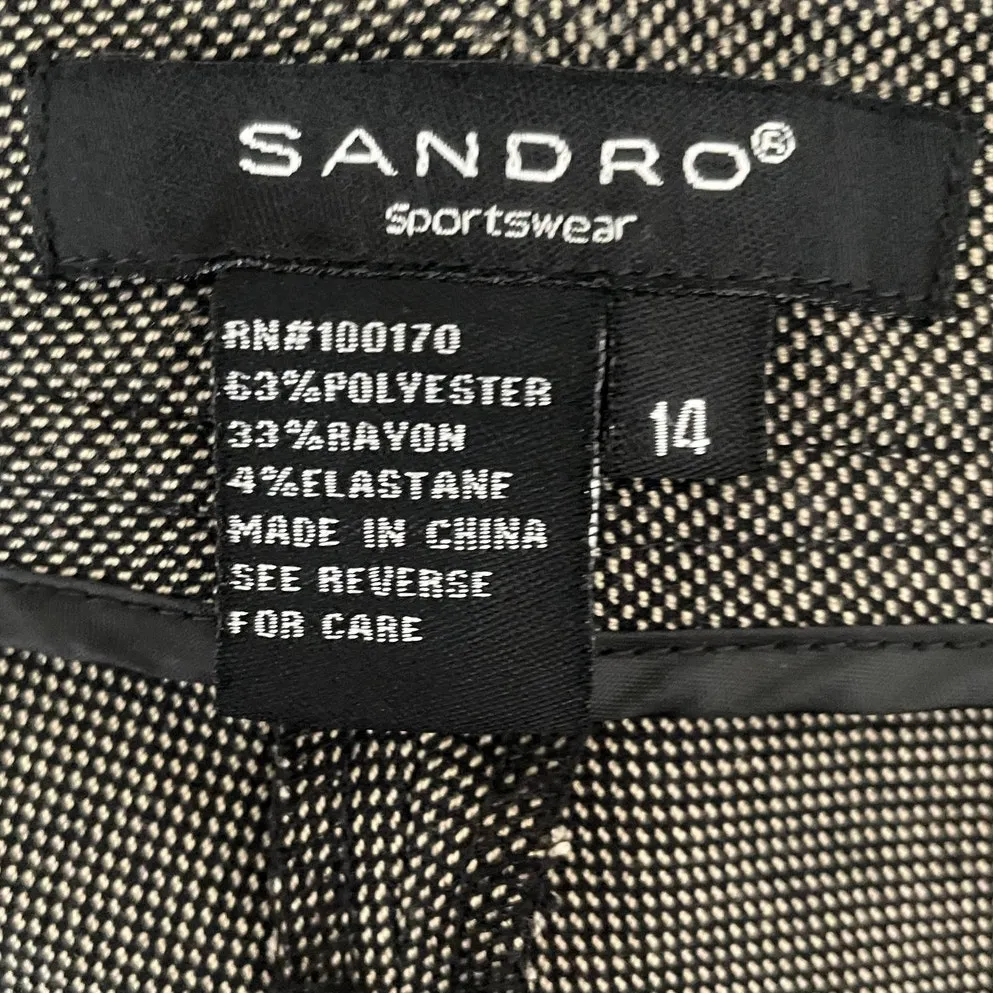 SANDRO®
Sportswear
RN#100170
63%POLYESTER
33%RAYON
4%ELASTANE
MADE IN CHINA
SEE REVERSE
FOR CARE
14